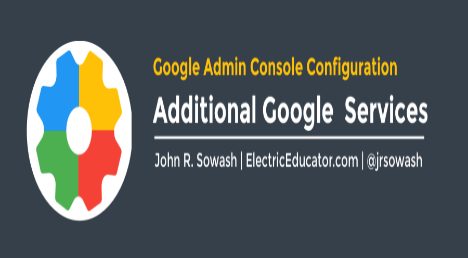 Google Admin Console Configuration
Additional Google Services
John R. Sowash | ElectricEducator.com | @jrsowash